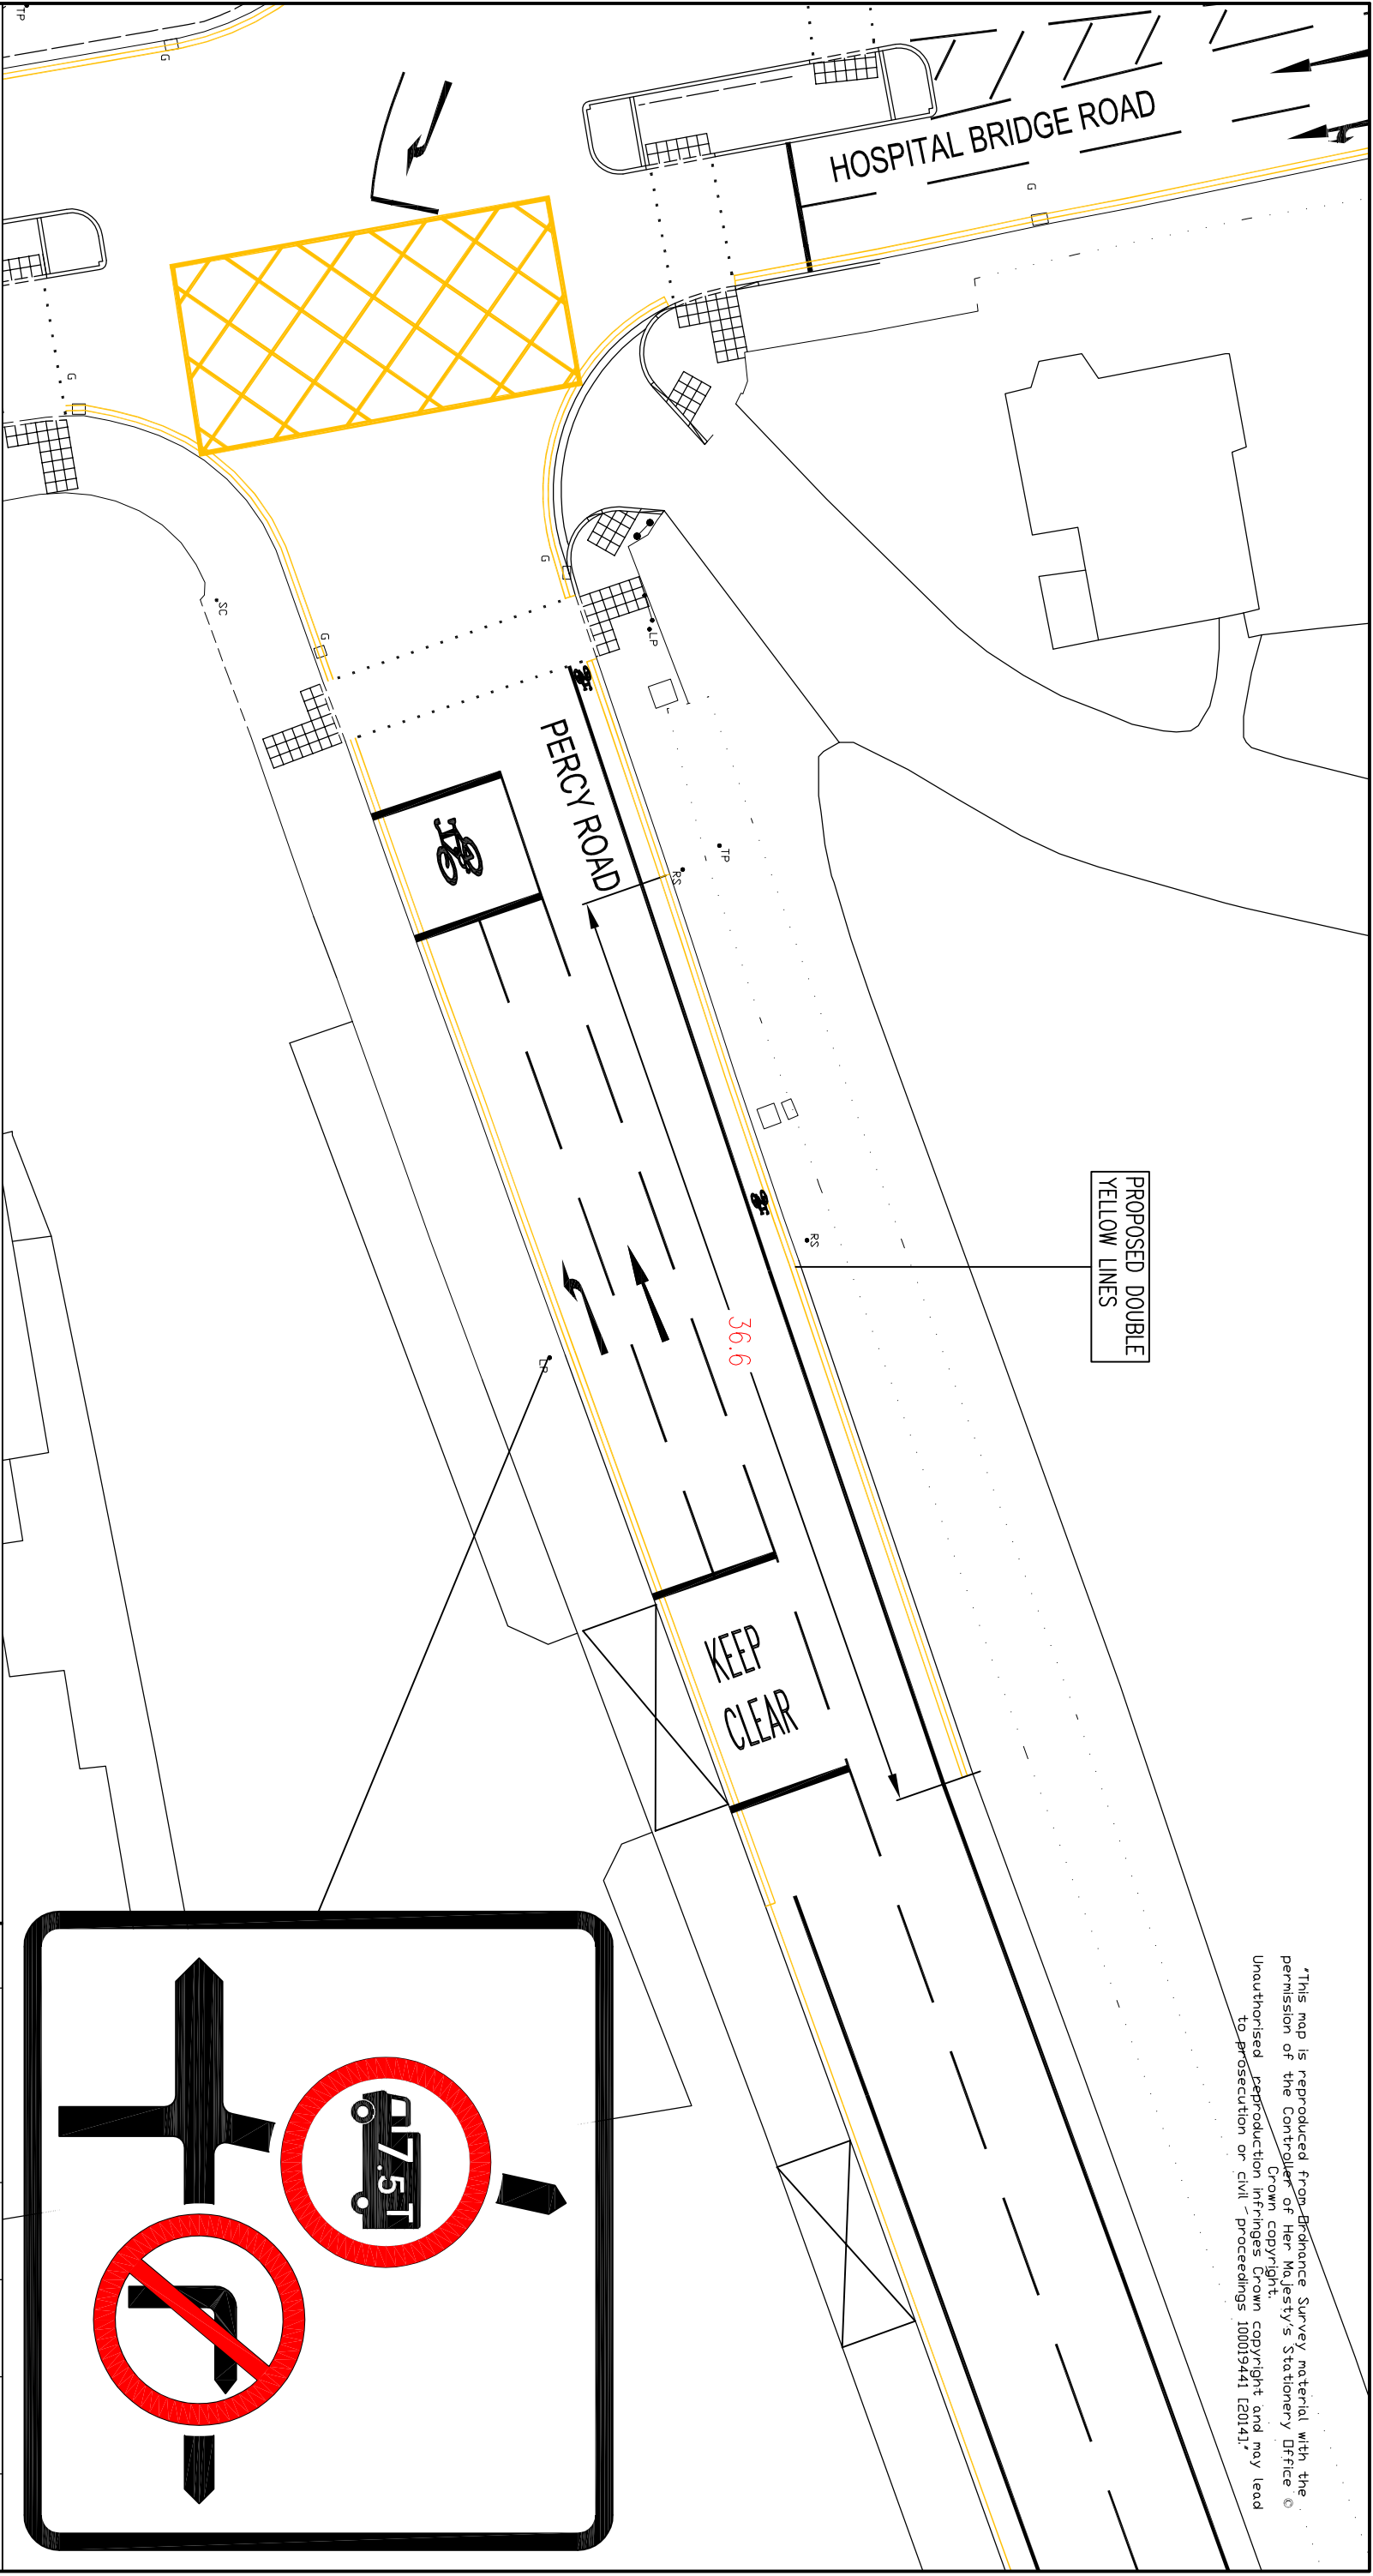 HOSPITAL BRIDGE ROAD
PERCY ROAD
PROPOSED DOUBLE
YELLOW LINES
36.6
KEEP
CLEAR
7.5T
"This map is reproduced from Ordnance Survey material with the
permission of the Controller of Her Majesty's Stationery Office ©
Crown copyright.
Unauthorised reproduction infringes Crown copyright and may lead
to prosecution or civil proceedings 100019441 [2014]."
TP
G
G
G
G
G
SC
LP
TP
RS
RS
LP